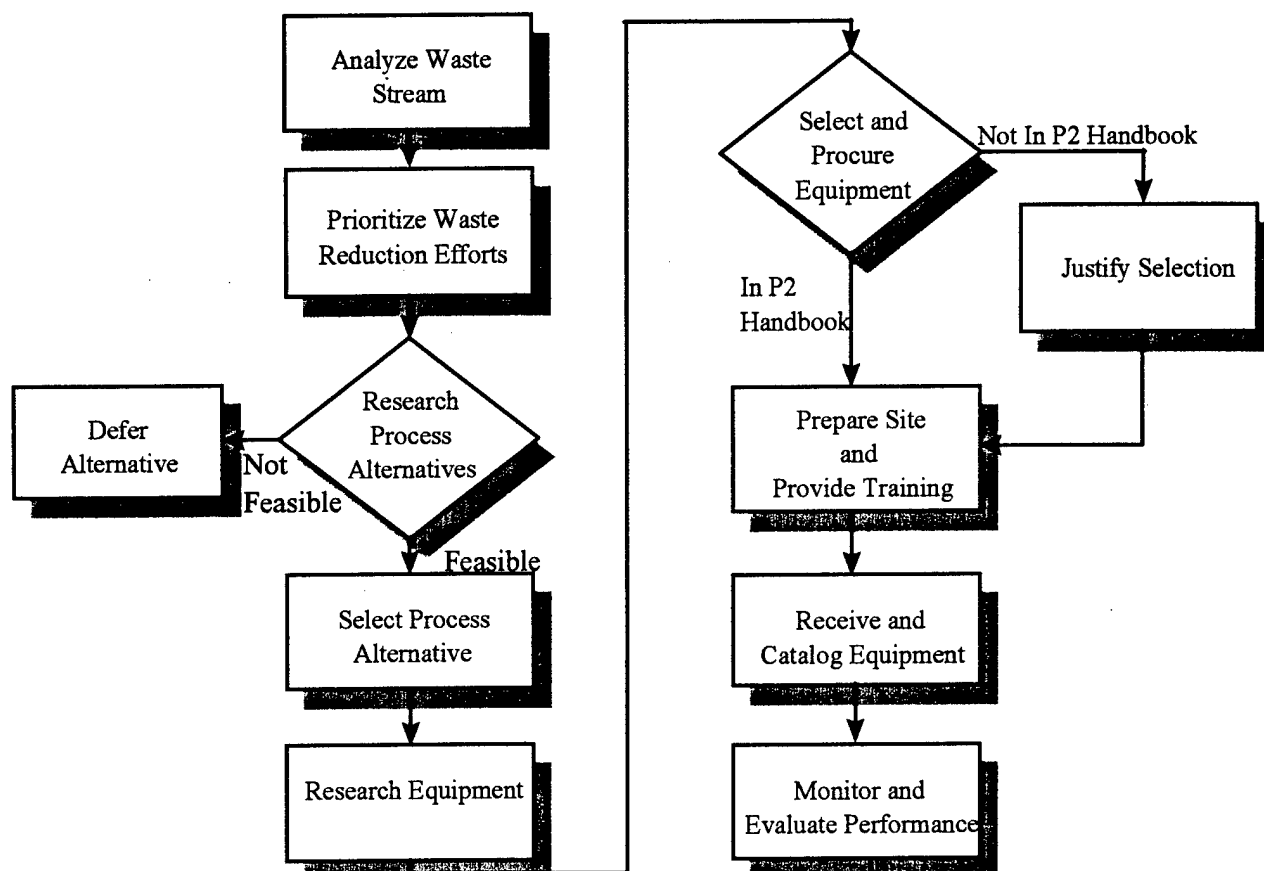 Analyze Waste
Stream
Prioritize Waste
Reduction Efforts
Research
Process
Alternatives
Defer
Alternative
Not
Feasible
Feasible
Select Process
Alternative
Research Equipment
Select and
Procure
Equipment
Not In P2 Handbook
Justify Selection
In P2
Handbook
Prepare Site
and
Provide Training
Receive and
Catalog Equipment
Monitor and
Evaluate Performance